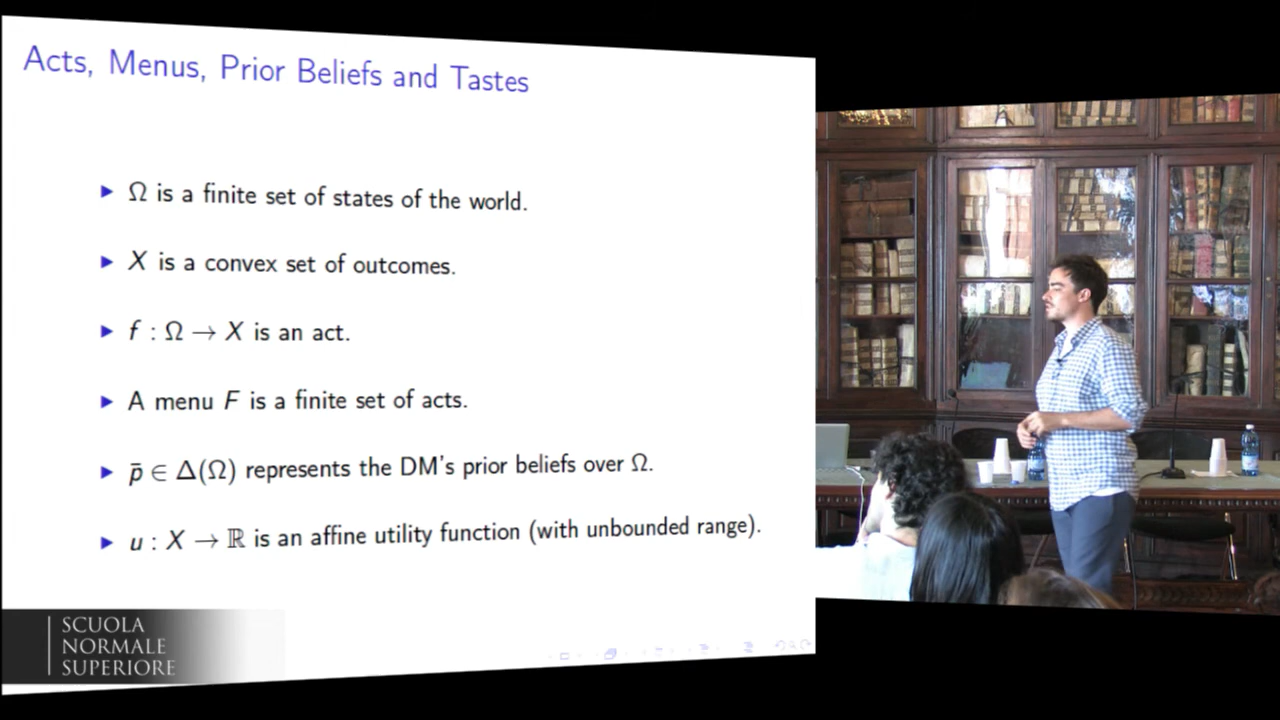 Acts, Menus, Prior Beliefs and Tastes
▶ Ω is a finite set of states of the world.
▶ X is a convex set of outcomes.
▶ f : Ω → X is an act.
▶ A menu F is a finite set of acts.
▶ p̄ ∈ Δ(Ω) represents the DM's prior beliefs over Ω.
▶ u : X → ℝ is an affine utility function (with unbounded range).
SCUOLA
NORMALE
SUPERIORE